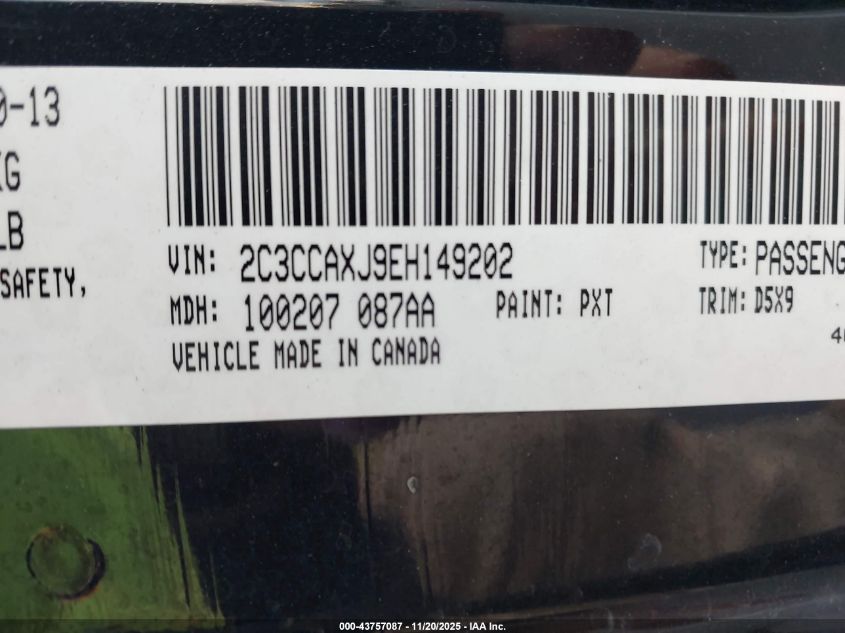 0-13
KG
LB
SAFETY,
VIN: 2C3CCAXJ9EH149202
TYPE: PASSENG
MDH: 100207 087AA
PAINT: PXT
TRIM: D5X9
VEHICLE MADE IN CANADA
000-43757087 - 11/20/2025 - IAA Inc.